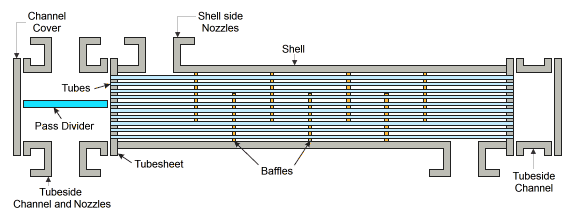 Channel
Cover
Shell side
Nozzles
Shell
Tubes
Pass Divider
Tubesheet
Baffles
Tubeside
Channel and Nozzles
Tubeside
Channel